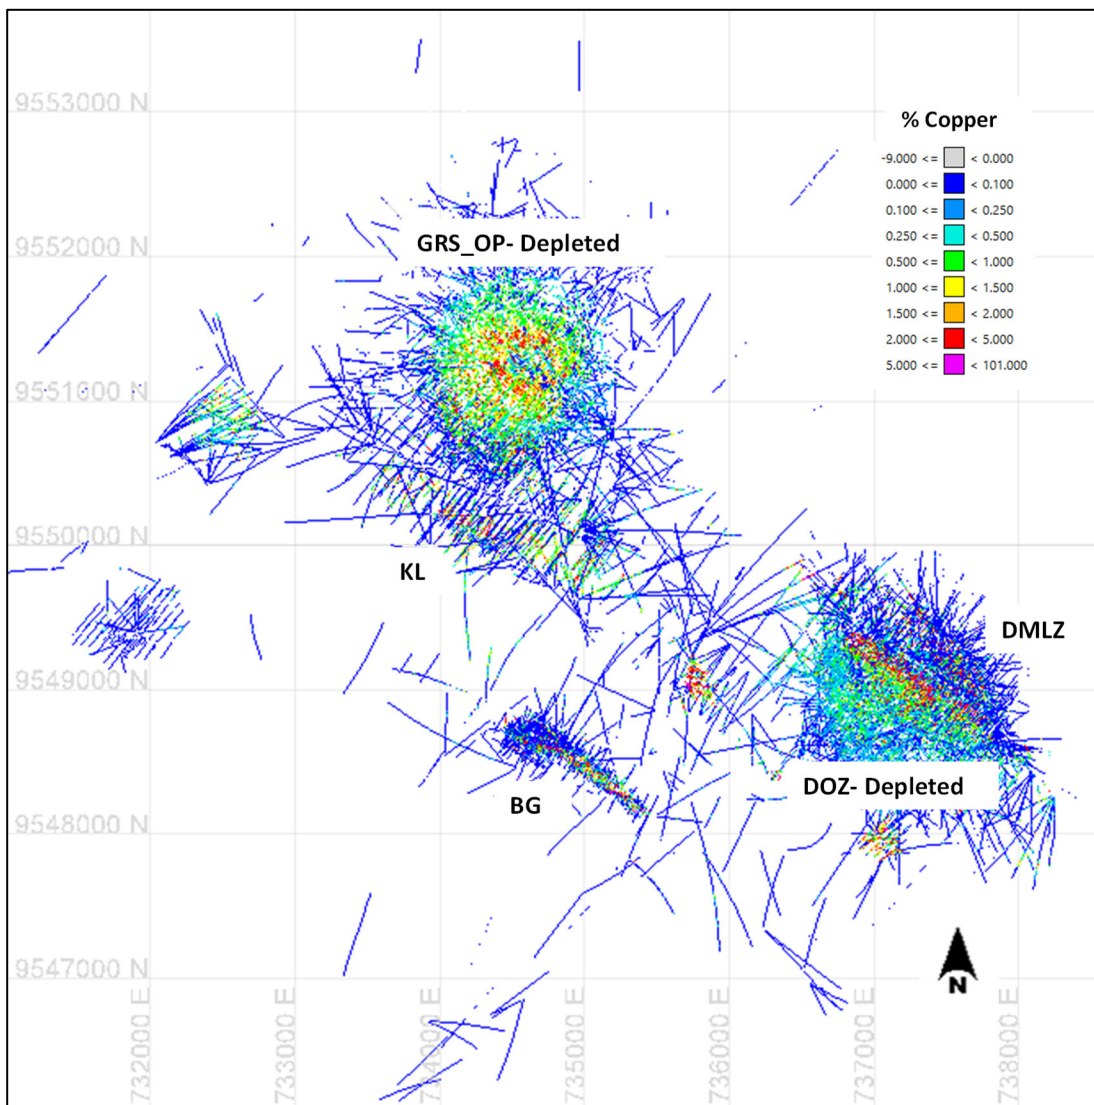 9553000 N
% Copper
-9.000 <= < 0.000
0.000 <= < 0.100
0.100 <= < 0.250
0.250 <= < 0.500
0.500 <= < 1.000
1.000 <= < 1.500
1.500 <= < 2.000
2.000 <= < 5.000
5.000 <= < 101.000
9552000 N
GRS_OP- Depleted
9551000 N
9550000 N
KL
DMLZ
9549000 N
DOZ- Depleted
BG
9548000 N
9547000 N
N
732000 E
733000 E
734000 E
735000 E
736000 E
737000 E
738000 E